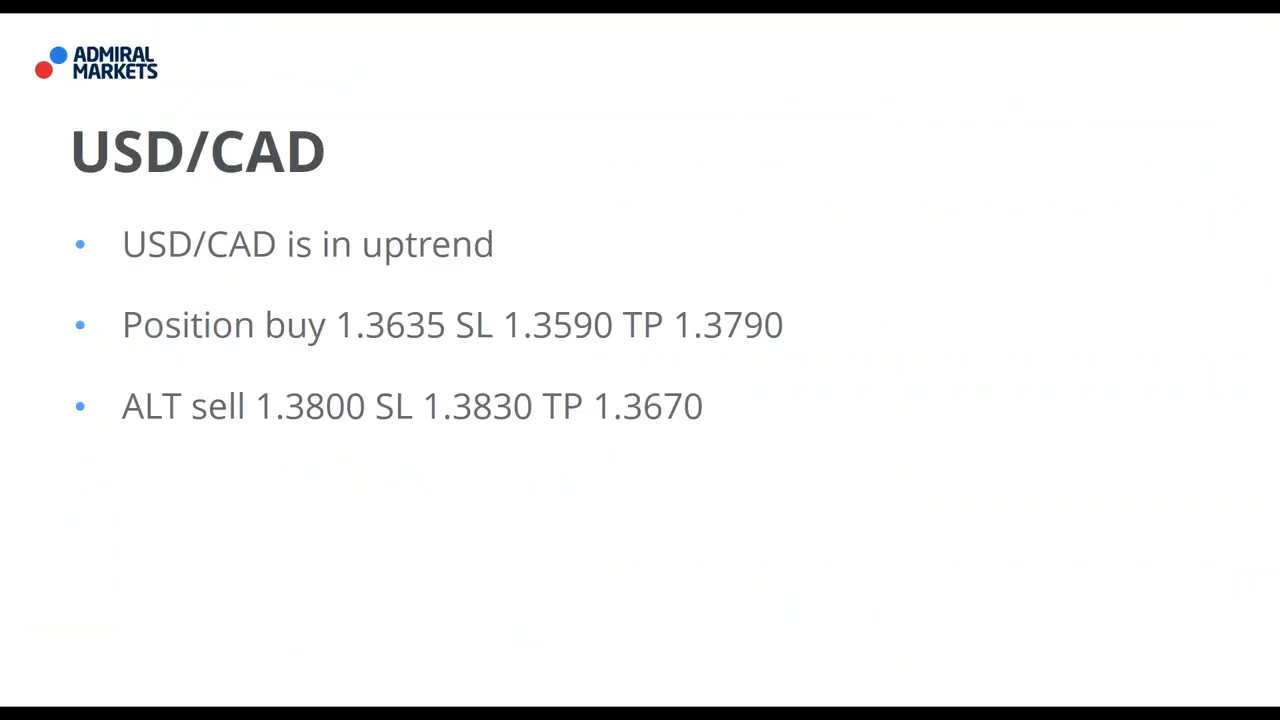 ADMIRAL
MARKETS
USD/CAD
• USD/CAD is in uptrend
• Position buy 1.3635 SL 1.3590 TP 1.3790
• ALT sell 1.3800 SL 1.3830 TP 1.3670